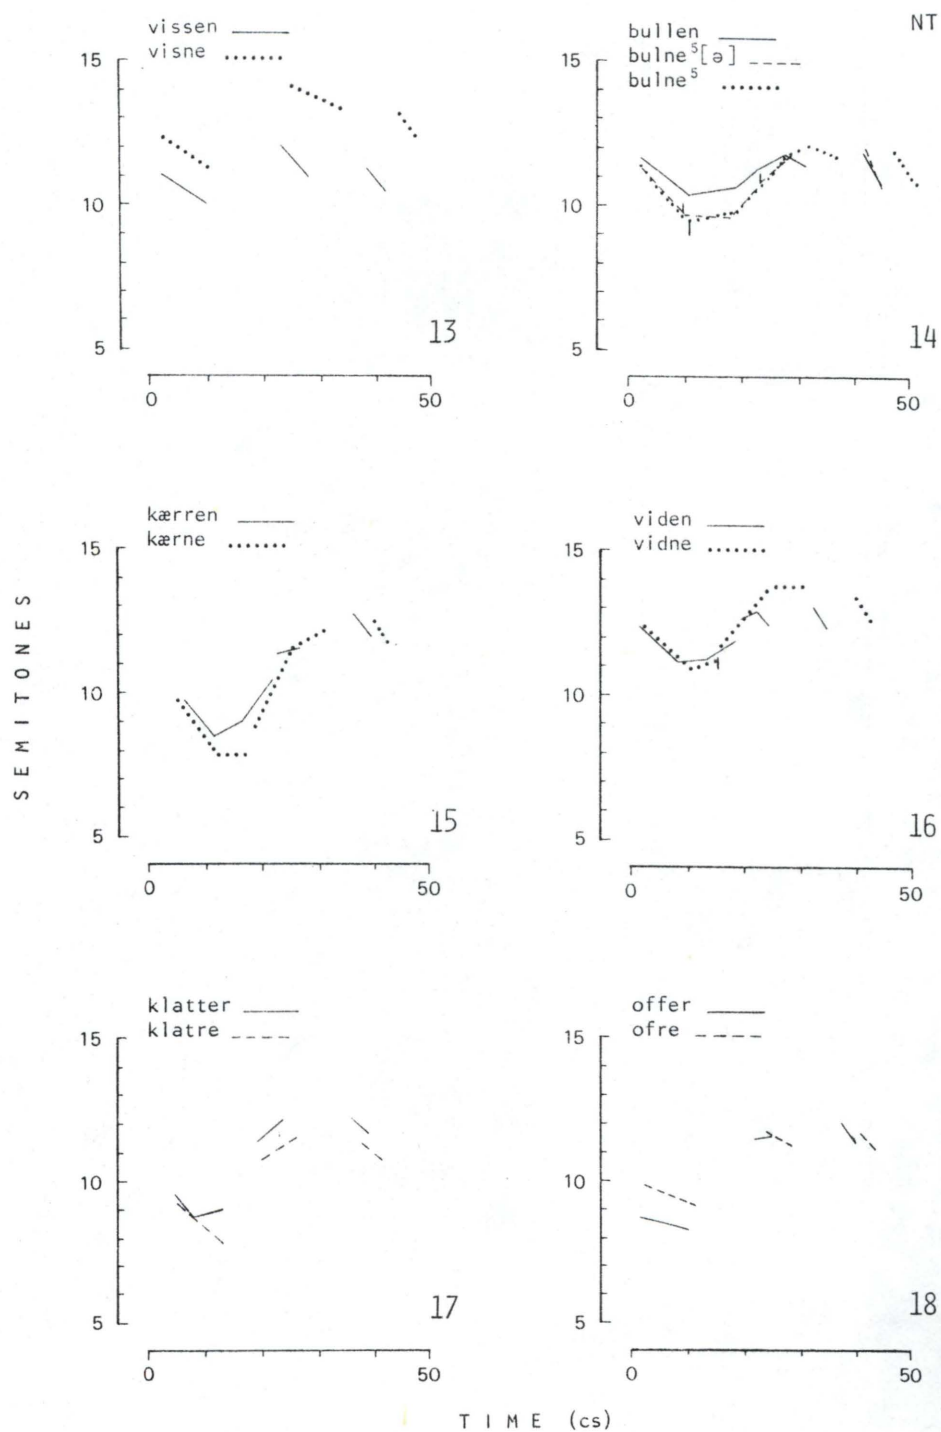 NT
vissen
visne
15
10
5
13
0 50
bullen
bulne⁵[ə]
bulne⁵
15
10
5
14
0 50
SEMITONES
kærren
kærne
15
10
5
15
0 50
viden
vidne
15
10
5
16
0 50
klatter
klatre
15
10
5
17
0 50
offer
ofre
15
10
5
18
0 50
TIME (cs)